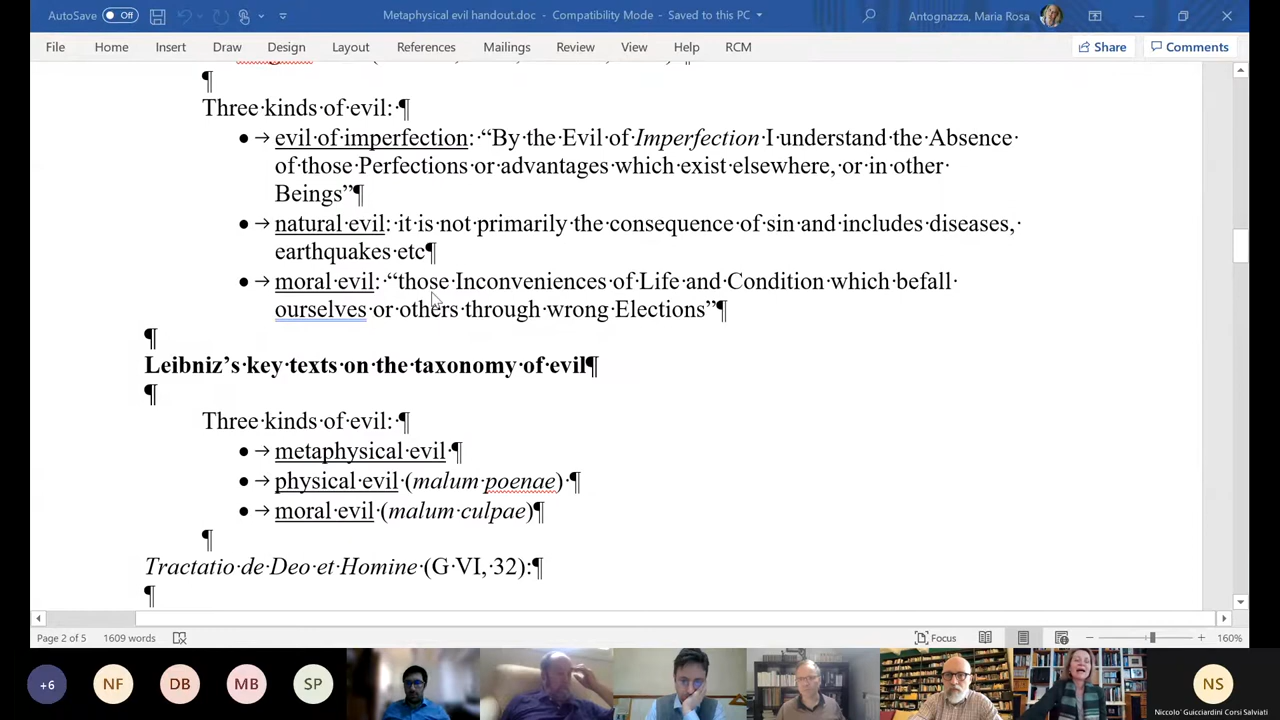 AutoSave Off Metaphysical evil handout.doc - Compatibility Mode - Saved to this PC Antognazza, Maria Rosa
File Home Insert Draw Design Layout References Mailings Review View Help RCM Share Comments
¶
Three·kinds·of·evil:·¶
•→evil·of·imperfection:·“By·the·Evil·of·Imperfection·I·understand·the·Absence·
of·those·Perfections·or·advantages·which·exist·elsewhere,·or·in·other·
Beings”¶
•→natural·evil:·it·is·not·primarily·the·consequence·of·sin·and·includes·diseases,·
earthquakes·etc¶
•→moral·evil:·“those·Inconveniences·of·Life·and·Condition·which·befall·
ourselves·or·others·through·wrong·Elections”¶
¶
Leibniz’s·key·texts·on·the·taxonomy·of·evil¶
¶
Three·kinds·of·evil:·¶
•→metaphysical·evil·¶
•→physical·evil·(malum·poenae)·¶
•→moral·evil·(malum·culpae)¶
¶
Tractatio·de·Deo·et·Homine·(G·VI,·32):¶
¶
Page 2 of 5 1609 words Focus 160%
+6 NF DB MB SP NS
Niccolo' Guicciardini Corsi Salviati